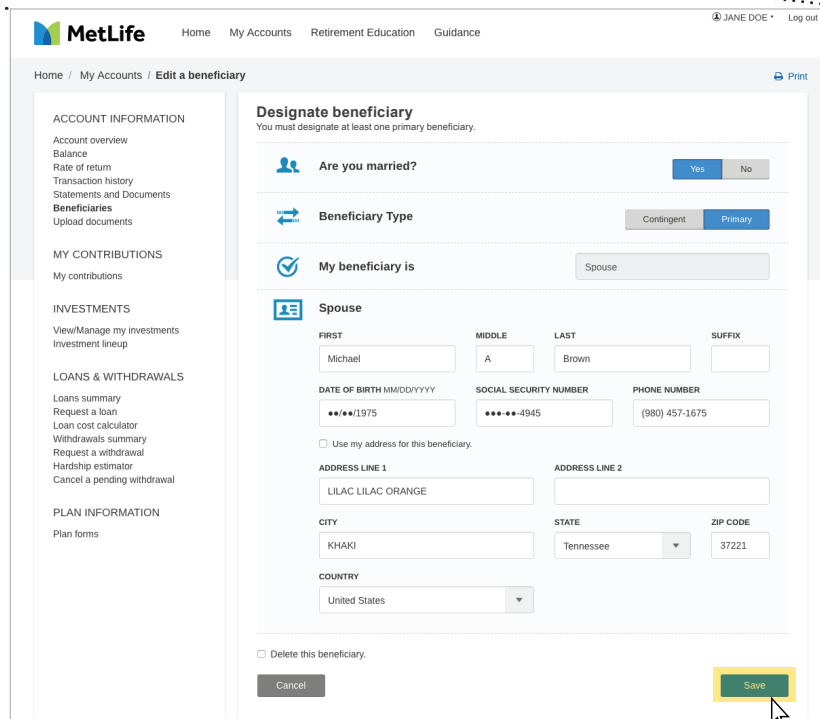 JANE DOE Log out
MetLife Home My Accounts Retirement Education Guidance
Home / My Accounts / Edit a beneficiary Print
ACCOUNT INFORMATION
Account overview
Balance
Rate of return
Transaction history
Statements and Documents
Beneficiaries
Upload documents
MY CONTRIBUTIONS
My contributions
INVESTMENTS
View/Manage my investments
Investment lineup
LOANS & WITHDRAWALS
Loans summary
Request a loan
Loan cost calculator
Withdrawals summary
Request a withdrawal
Hardship estimator
Cancel a pending withdrawal
PLAN INFORMATION
Plan forms
Designate beneficiary
You must designate at least one primary beneficiary.
Are you married? Yes No
Beneficiary Type Contingent Primary
My beneficiary is Spouse
Spouse
FIRST MIDDLE LAST SUFFIX
Michael A Brown
DATE OF BIRTH MM/DD/YYYY SOCIAL SECURITY NUMBER PHONE NUMBER
●●/●●/1975 ●●●-●●-4945 (980) 457-1675
Use my address for this beneficiary.
ADDRESS LINE 1 ADDRESS LINE 2
LILAC LILAC ORANGE
CITY STATE ZIP CODE
KHAKI Tennessee 37221
COUNTRY
United States
Delete this beneficiary.
Cancel Save